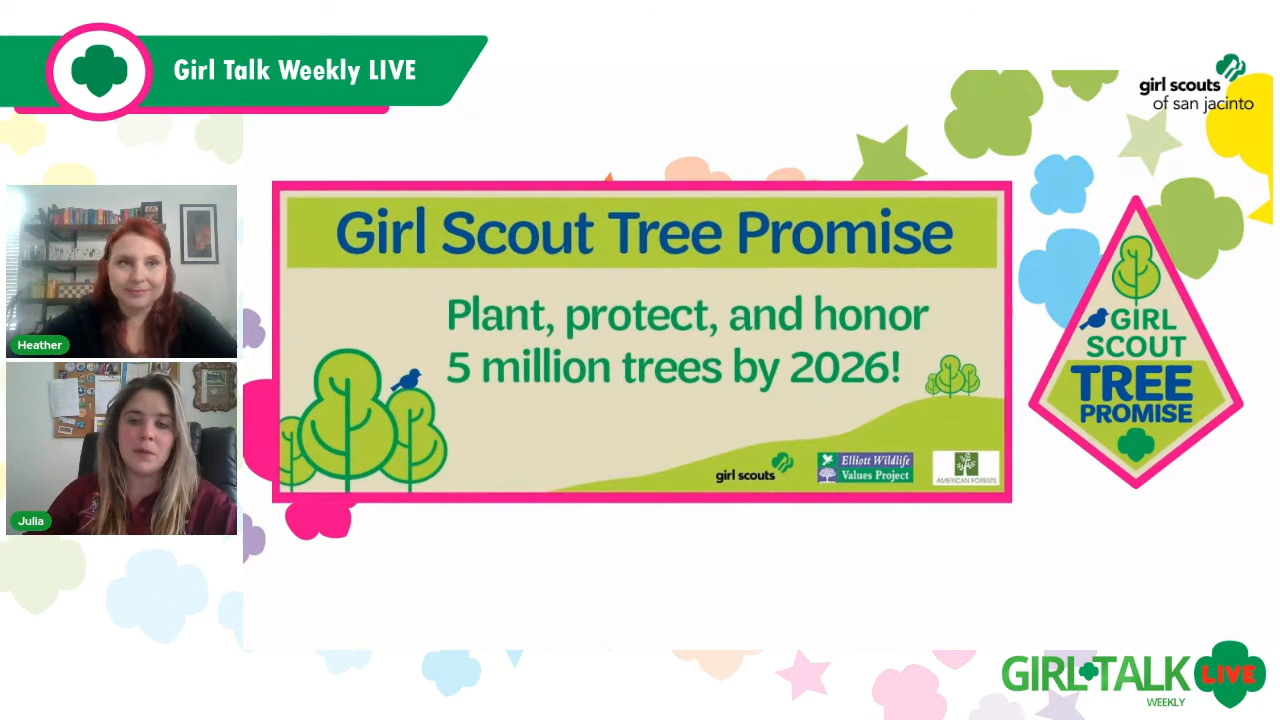 Girl Talk Weekly LIVE
girl scouts
of san jacinto
Girl Scout Tree Promise
Plant, protect, and honor
5 million trees by 2026!
girl scouts
Elliott Wildlife
Values Project
AMERICAN FORESTS
GIRL
SCOUT
TREE
PROMISE
Heather
Julia
GIRL TALK
LIVE
WEEKLY